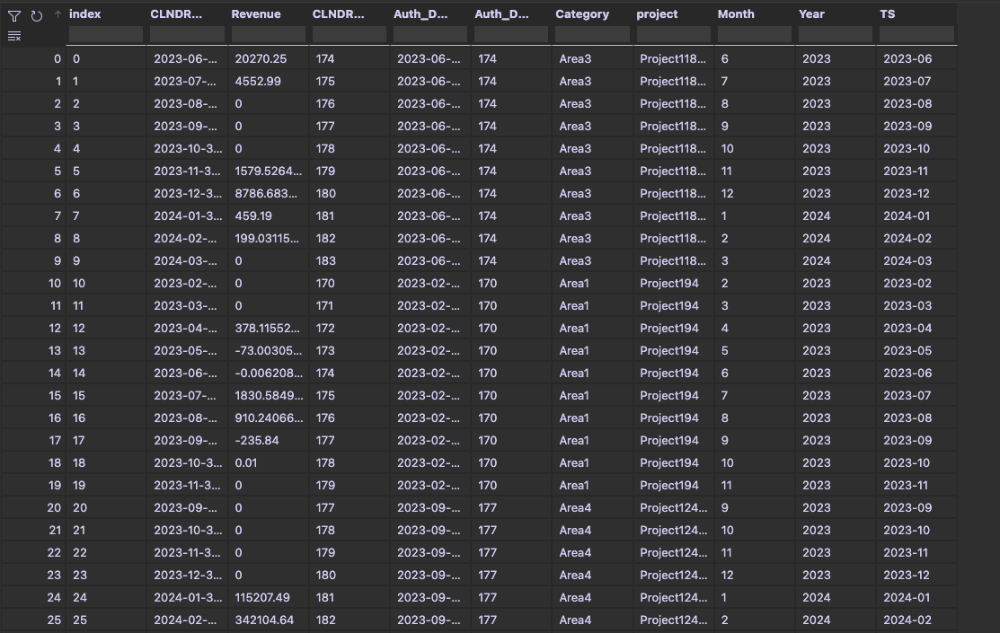 index CLNDR... Revenue CLNDR... Auth_D... Auth_D... Category project Month Year TS
0 0 2023-06-... 20270.25 174 2023-06-... 174 Area3 Project118... 6 2023 2023-06
1 1 2023-07-... 4552.99 175 2023-06-... 174 Area3 Project118... 7 2023 2023-07
2 2 2023-08-... 0 176 2023-06-... 174 Area3 Project118... 8 2023 2023-08
3 3 2023-09-... 0 177 2023-06-... 174 Area3 Project118... 9 2023 2023-09
4 4 2023-10-3... 0 178 2023-06-... 174 Area3 Project118... 10 2023 2023-10
5 5 2023-11-3... 1579.5264... 179 2023-06-... 174 Area3 Project118... 11 2023 2023-11
6 6 2023-12-3... 8786.683... 180 2023-06-... 174 Area3 Project118... 12 2023 2023-12
7 7 2024-01-3... 459.19 181 2023-06-... 174 Area3 Project118... 1 2024 2024-01
8 8 2024-02-... 199.03115... 182 2023-06-... 174 Area3 Project118... 2 2024 2024-02
9 9 2024-03-... 0 183 2023-06-... 174 Area3 Project118... 3 2024 2024-03
10 10 2023-02-... 0 170 2023-02-... 170 Area1 Project194 2 2023 2023-02
11 11 2023-03-... 0 171 2023-02-... 170 Area1 Project194 3 2023 2023-03
12 12 2023-04-... 378.11552... 172 2023-02-... 170 Area1 Project194 4 2023 2023-04
13 13 2023-05-... -73.00305... 173 2023-02-... 170 Area1 Project194 5 2023 2023-05
14 14 2023-06-... -0.006208... 174 2023-02-... 170 Area1 Project194 6 2023 2023-06
15 15 2023-07-... 1830.5849... 175 2023-02-... 170 Area1 Project194 7 2023 2023-07
16 16 2023-08-... 910.24066... 176 2023-02-... 170 Area1 Project194 8 2023 2023-08
17 17 2023-09-... -235.84 177 2023-02-... 170 Area1 Project194 9 2023 2023-09
18 18 2023-10-3... 0.01 178 2023-02-... 170 Area1 Project194 10 2023 2023-10
19 19 2023-11-3... 0 179 2023-02-... 170 Area1 Project194 11 2023 2023-11
20 20 2023-09-... 0 177 2023-09-... 177 Area4 Project124... 9 2023 2023-09
21 21 2023-10-3... 0 178 2023-09-... 177 Area4 Project124... 10 2023 2023-10
22 22 2023-11-3... 0 179 2023-09-... 177 Area4 Project124... 11 2023 2023-11
23 23 2023-12-3... 0 180 2023-09-... 177 Area4 Project124... 12 2023 2023-12
24 24 2024-01-3... 115207.49 181 2023-09-... 177 Area4 Project124... 1 2024 2024-01
25 25 2024-02-... 342104.64 182 2023-09-... 177 Area4 Project124... 2 2024 2024-02